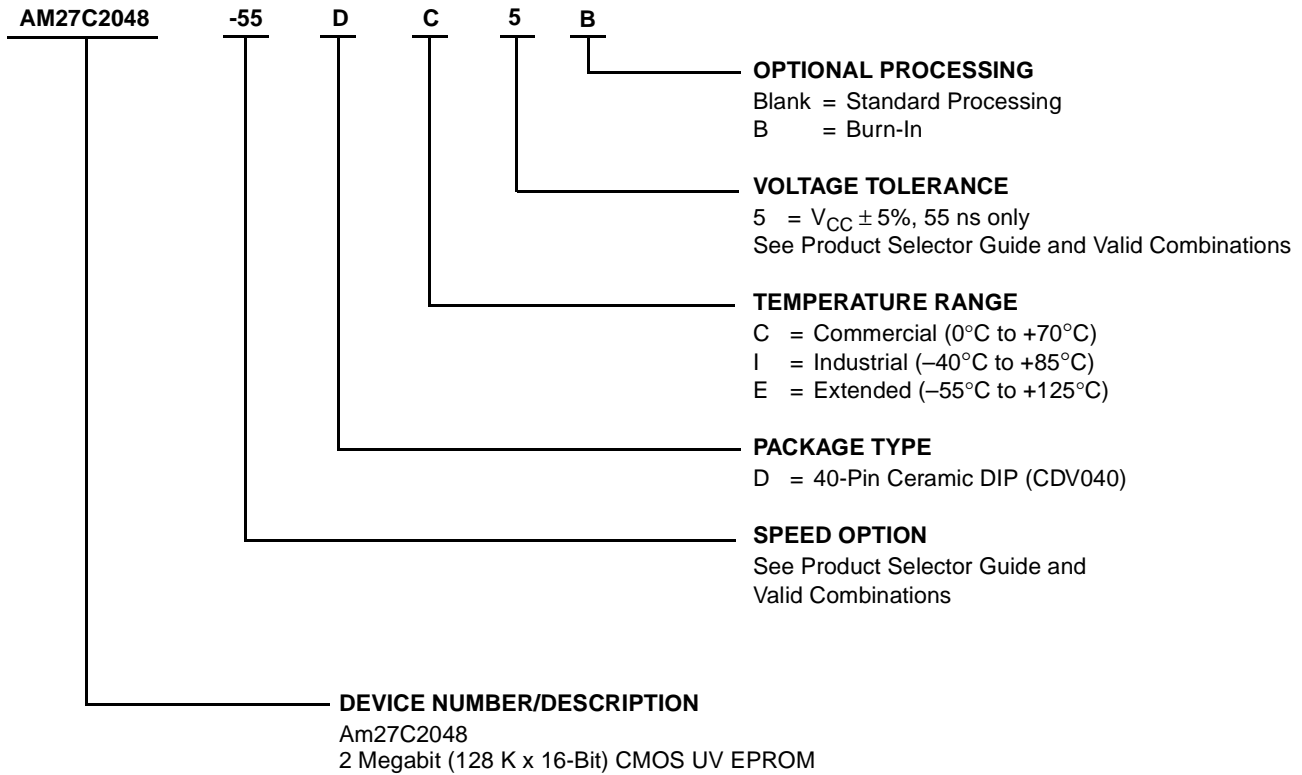 AM27C2048 -55 D C 5 B
OPTIONAL PROCESSING
Blank = Standard Processing
B = Burn-In
VOLTAGE TOLERANCE
5 = VCC ± 5%, 55 ns only
See Product Selector Guide and Valid Combinations
TEMPERATURE RANGE
C = Commercial (0°C to +70°C)
I = Industrial (–40°C to +85°C)
E = Extended (–55°C to +125°C)
PACKAGE TYPE
D = 40-Pin Ceramic DIP (CDV040)
SPEED OPTION
See Product Selector Guide and
Valid Combinations
DEVICE NUMBER/DESCRIPTION
Am27C2048
2 Megabit (128 K x 16-Bit) CMOS UV EPROM